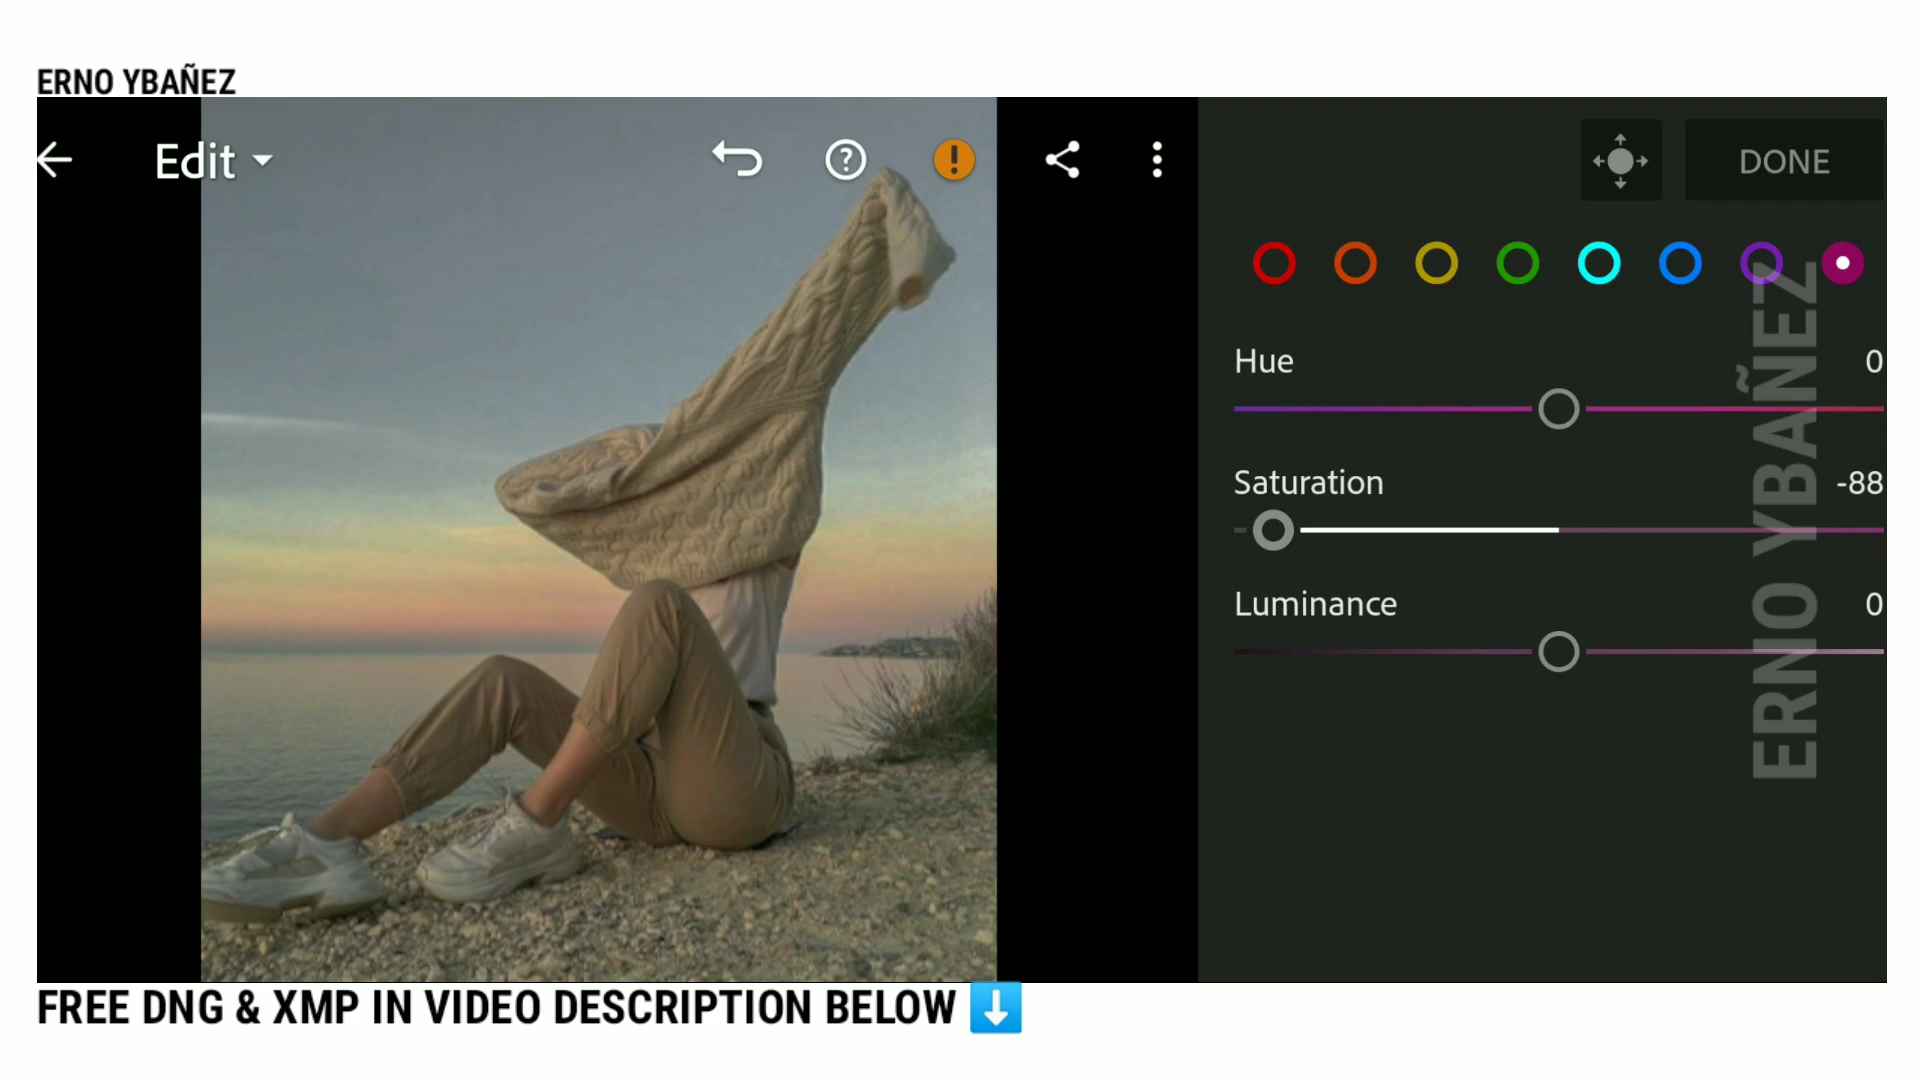 ERNO YBAÑEZ
Edit
DONE
Hue 0
Saturation -88
Luminance 0
ERNO YBAÑEZ
FREE DNG & XMP IN VIDEO DESCRIPTION BELOW